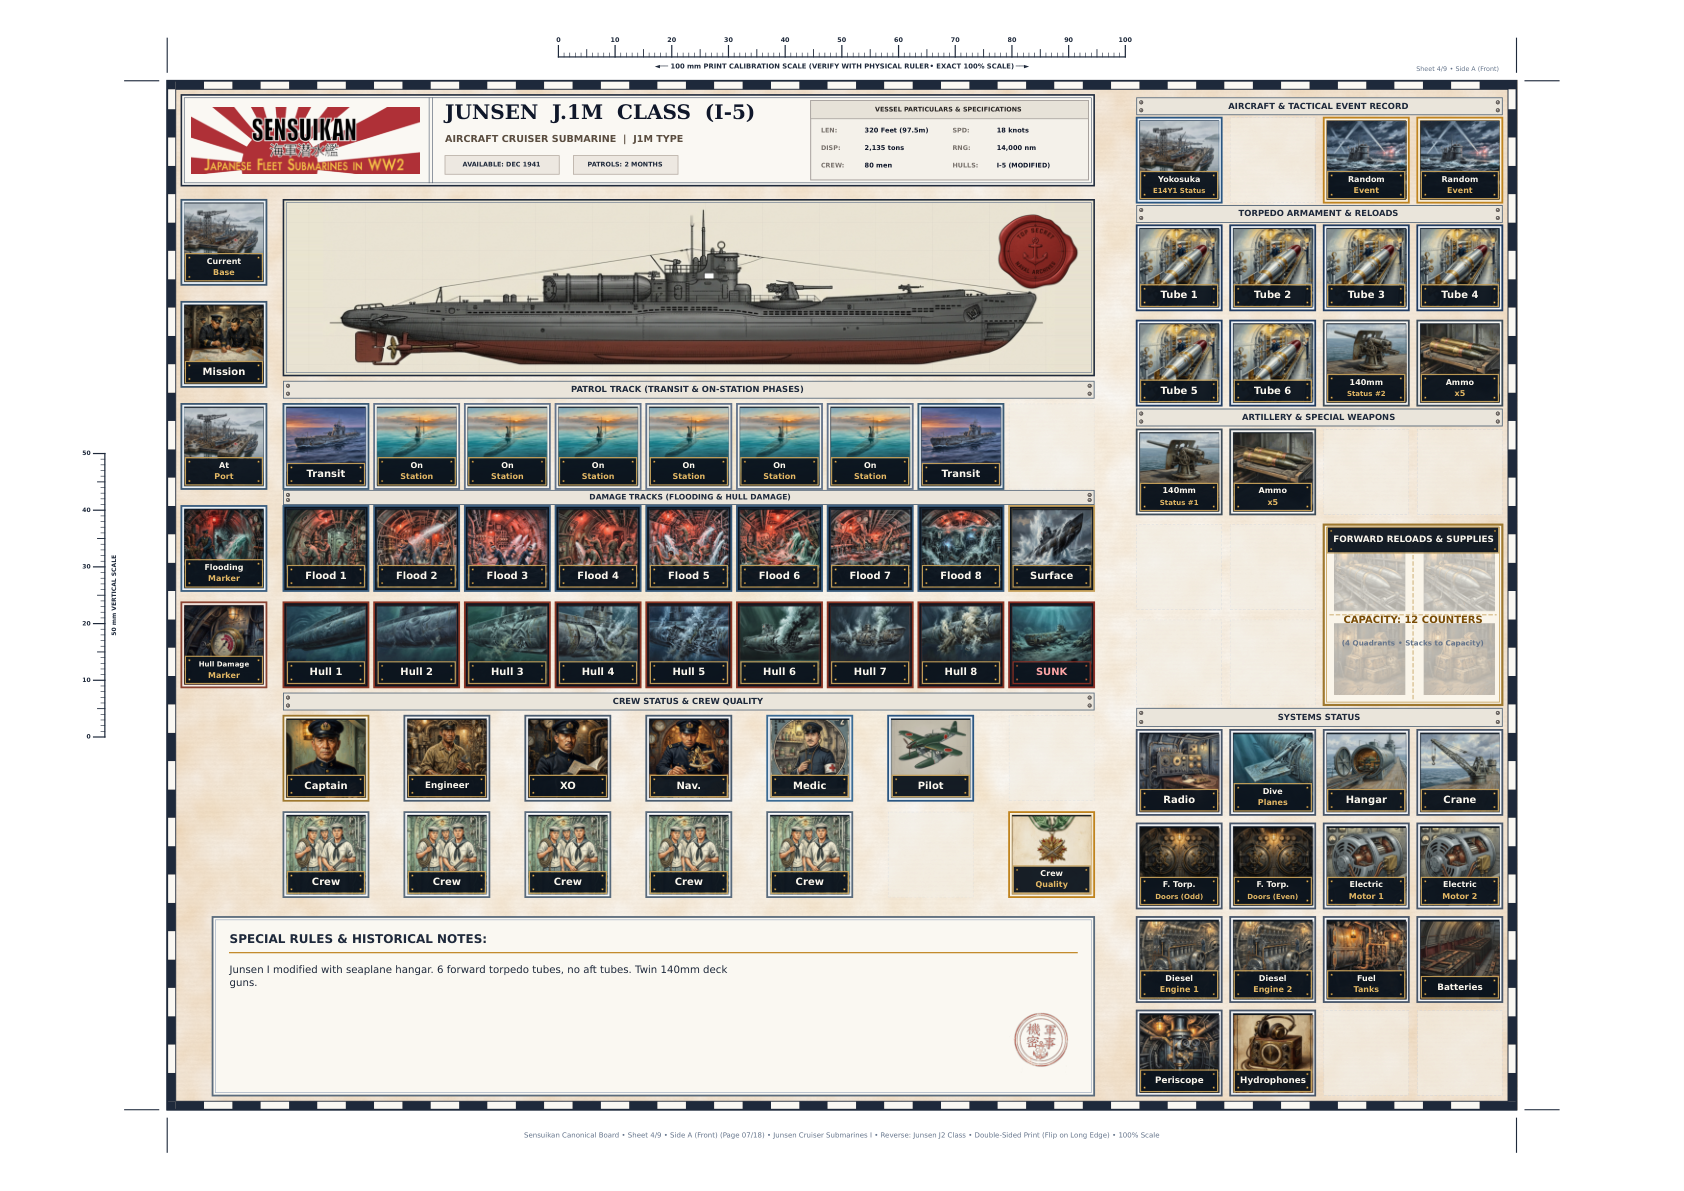 0 10 20 30 40 50 60 70 80 90 100
100 mm PRINT CALIBRATION SCALE (VERIFY WITH PHYSICAL RULER• EXACT 100% SCALE)
Sheet 4/9 • Side A (Front)
SENSUIKAN
海軍潜水艦
JAPANESE FLEET SUBMARINES IN WW2
JUNSEN J.1M CLASS (I-5)
AIRCRAFT CRUISER SUBMARINE | J1M TYPE
AVAILABLE: DEC 1941
PATROLS: 2 MONTHS
VESSEL PARTICULARS & SPECIFICATIONS
LEN: 320 Feet (97.5m) SPD: 18 knots
DISP: 2,135 tons RNG: 14,000 nm
CREW: 80 men HULLS: I-5 (MODIFIED)
Current
Base
Mission
TOP SECRET
NAVAL ARCHIVES
PATROL TRACK (TRANSIT & ON-STATION PHASES)
At
Port
Transit
On
Station
On
Station
On
Station
On
Station
On
Station
On
Station
Transit
DAMAGE TRACKS (FLOODING & HULL DAMAGE)
Flooding
Marker
Flood 1
Flood 2
Flood 3
Flood 4
Flood 5
Flood 6
Flood 7
Flood 8
Surface
Hull Damage
Marker
Hull 1
Hull 2
Hull 3
Hull 4
Hull 5
Hull 6
Hull 7
Hull 8
SUNK
CREW STATUS & CREW QUALITY
Captain
Engineer
XO
Nav.
Medic
Pilot
Crew
Crew
Crew
Crew
Crew
Crew
Quality
SPECIAL RULES & HISTORICAL NOTES:
Junsen I modified with seaplane hangar. 6 forward torpedo tubes, no aft tubes. Twin 140mm deck
guns.
軍事
機密
AIRCRAFT & TACTICAL EVENT RECORD
Yokosuka
E14Y1 Status
Random
Event
Random
Event
TORPEDO ARMAMENT & RELOADS
Tube 1
Tube 2
Tube 3
Tube 4
Tube 5
Tube 6
140mm
Status #2
Ammo
x5
ARTILLERY & SPECIAL WEAPONS
140mm
Status #1
Ammo
x5
FORWARD RELOADS & SUPPLIES
CAPACITY: 12 COUNTERS
(4 Quadrants • Stacks to Capacity)
SYSTEMS STATUS
Radio
Dive
Planes
Hangar
Crane
F. Torp.
Doors (Odd)
F. Torp.
Doors (Even)
Electric
Motor 1
Electric
Motor 2
Diesel
Engine 1
Diesel
Engine 2
Fuel
Tanks
Batteries
Periscope
Hydrophones
50
40
30
20
10
0
50 mm VERTICAL SCALE
Sensuikan Canonical Board • Sheet 4/9 • Side A (Front) (Page 07/18) • Junsen Cruiser Submarines I • Reverse: Junsen J2 Class • Double-Sided Print (Flip on Long Edge) • 100% Scale